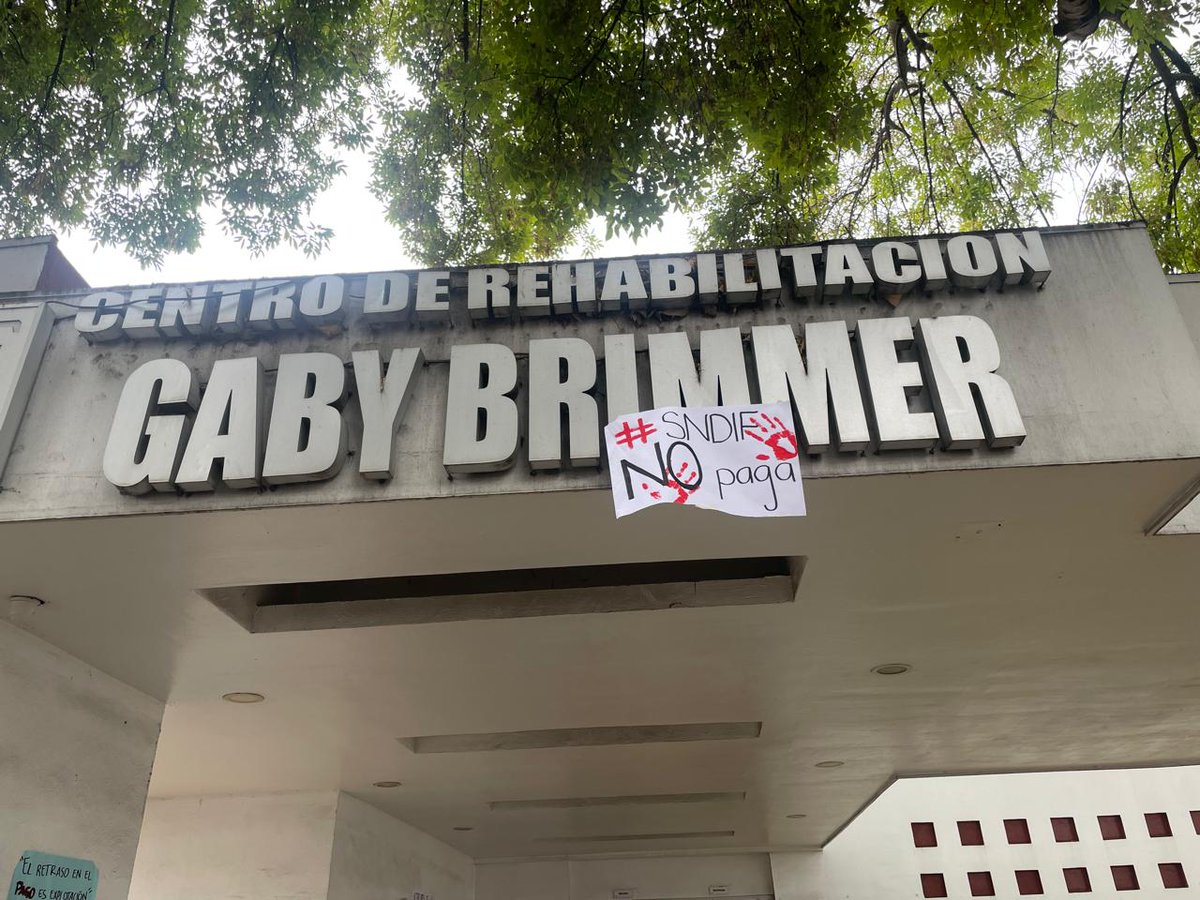 CENTRO DE REHABILITACION
GABY BRIMMER
# SNDIF
NO paga
"EL RETRASO EN EL
PAGO ES EXPLOTACIÓN"